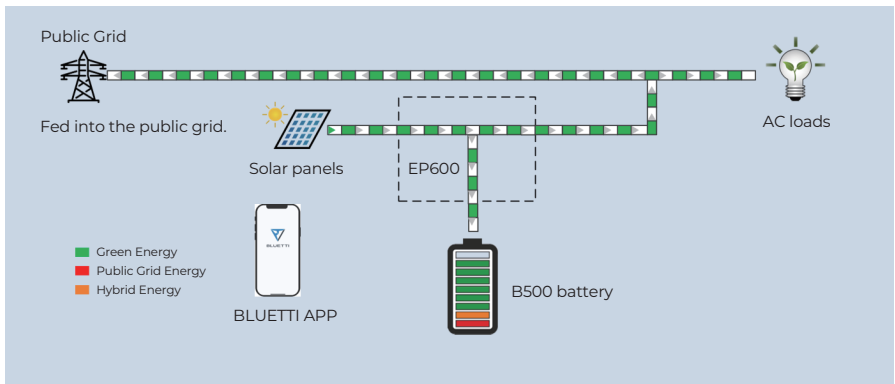 Public Grid
Fed into the public grid.
AC loads
Solar panels
EP600
BLUETTI
Green Energy
Public Grid Energy
Hybrid Energy
B500 battery
BLUETTI APP